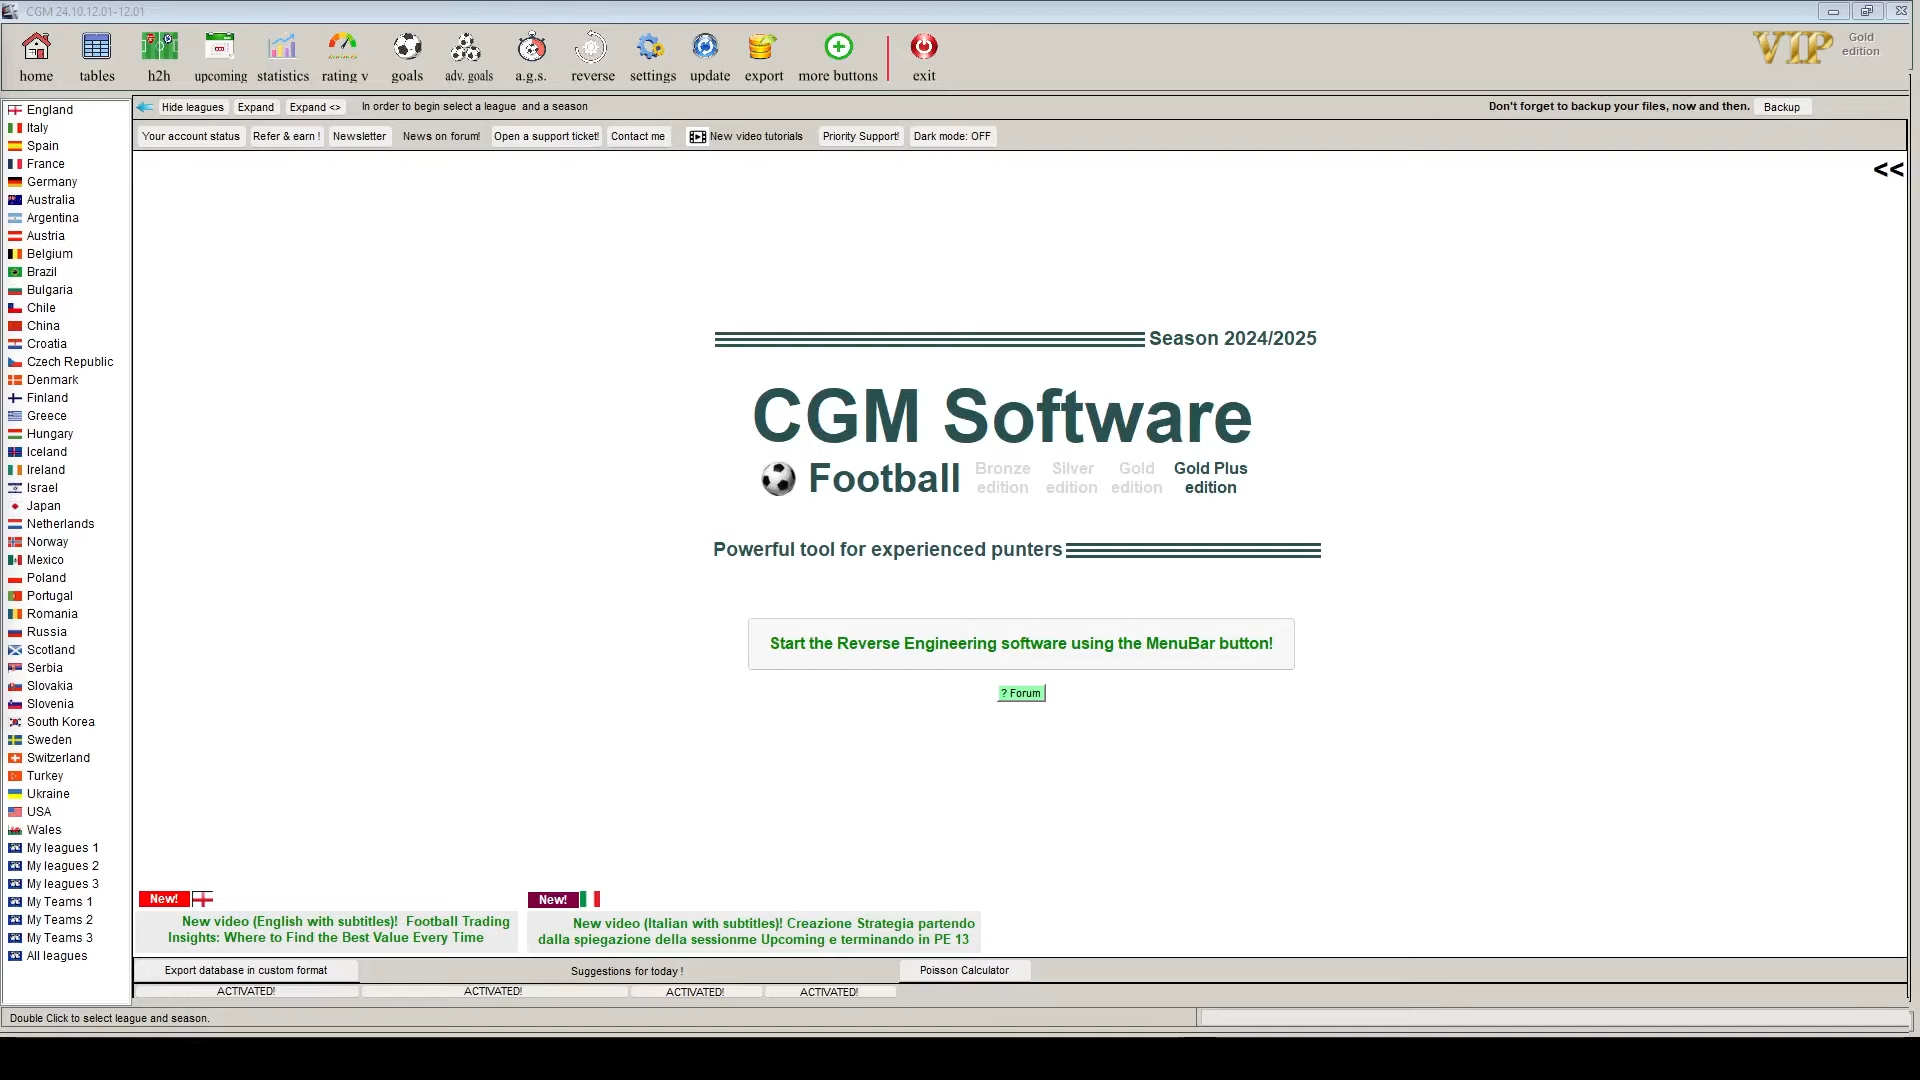 CGM 24.10.12.01-12.01
home tables h2h upcoming statistics rating v goals adv. goals a.g.s. reverse settings update export more buttons exit
VIP Gold edition
Hide leagues Expand Expand <> In order to begin select a league and a season Don't forget to backup your files, now and then. Backup
Your account status Refer & earn ! Newsletter News on forum! Open a support ticket! Contact me New video tutorials Priority Support! Dark mode: OFF
<<
England
Italy
Spain
France
Germany
Australia
Argentina
Austria
Belgium
Brazil
Bulgaria
Chile
China
Croatia
Czech Republic
Denmark
Finland
Greece
Hungary
Iceland
Ireland
Israel
Japan
Netherlands
Norway
Mexico
Poland
Portugal
Romania
Russia
Scotland
Serbia
Slovakia
Slovenia
South Korea
Sweden
Switzerland
Turkey
Ukraine
USA
Wales
My leagues 1
My leagues 2
My leagues 3
My Teams 1
My Teams 2
My Teams 3
All leagues
Season 2024/2025
CGM Software
Football Bronze edition Silver edition Gold edition Gold Plus edition
Powerful tool for experienced punters
Start the Reverse Engineering software using the MenuBar button!
? Forum
New!
New video (English with subtitles)! Football Trading
Insights: Where to Find the Best Value Every Time
New!
New video (Italian with subtitles)! Creazione Strategia partendo
dalla spiegazione della sessionme Upcoming e terminando in PE 13
Export database in custom format Suggestions for today ! Poisson Calculator
ACTIVATED! ACTIVATED! ACTIVATED! ACTIVATED!
Double Click to select league and season.